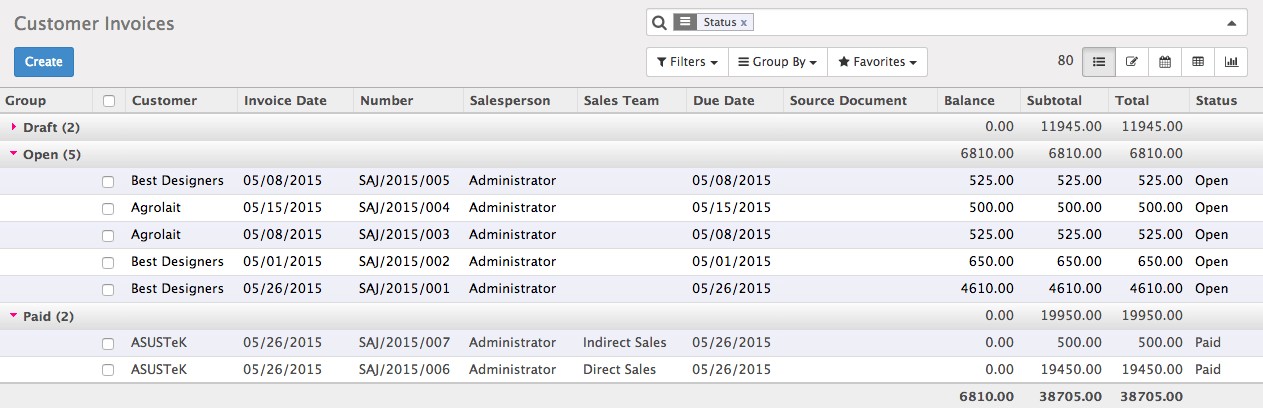 Customer Invoices
Status x
Create
Filters Group By Favorites 80
Group Customer Invoice Date Number Salesperson Sales Team Due Date Source Document Balance Subtotal Total Status
Draft (2) 0.00 11945.00 11945.00
Open (5) 6810.00 6810.00 6810.00
Best Designers 05/08/2015 SAJ/2015/005 Administrator 05/08/2015 525.00 525.00 525.00 Open
Agrolait 05/15/2015 SAJ/2015/004 Administrator 05/15/2015 500.00 500.00 500.00 Open
Agrolait 05/08/2015 SAJ/2015/003 Administrator 05/08/2015 525.00 525.00 525.00 Open
Best Designers 05/01/2015 SAJ/2015/002 Administrator 05/01/2015 650.00 650.00 650.00 Open
Best Designers 05/26/2015 SAJ/2015/001 Administrator 05/26/2015 4610.00 4610.00 4610.00 Open
Paid (2) 0.00 19950.00 19950.00
ASUSTeK 05/26/2015 SAJ/2015/007 Administrator Indirect Sales 05/26/2015 0.00 500.00 500.00 Paid
ASUSTeK 05/26/2015 SAJ/2015/006 Administrator Direct Sales 05/26/2015 0.00 19450.00 19450.00 Paid
6810.00 38705.00 38705.00